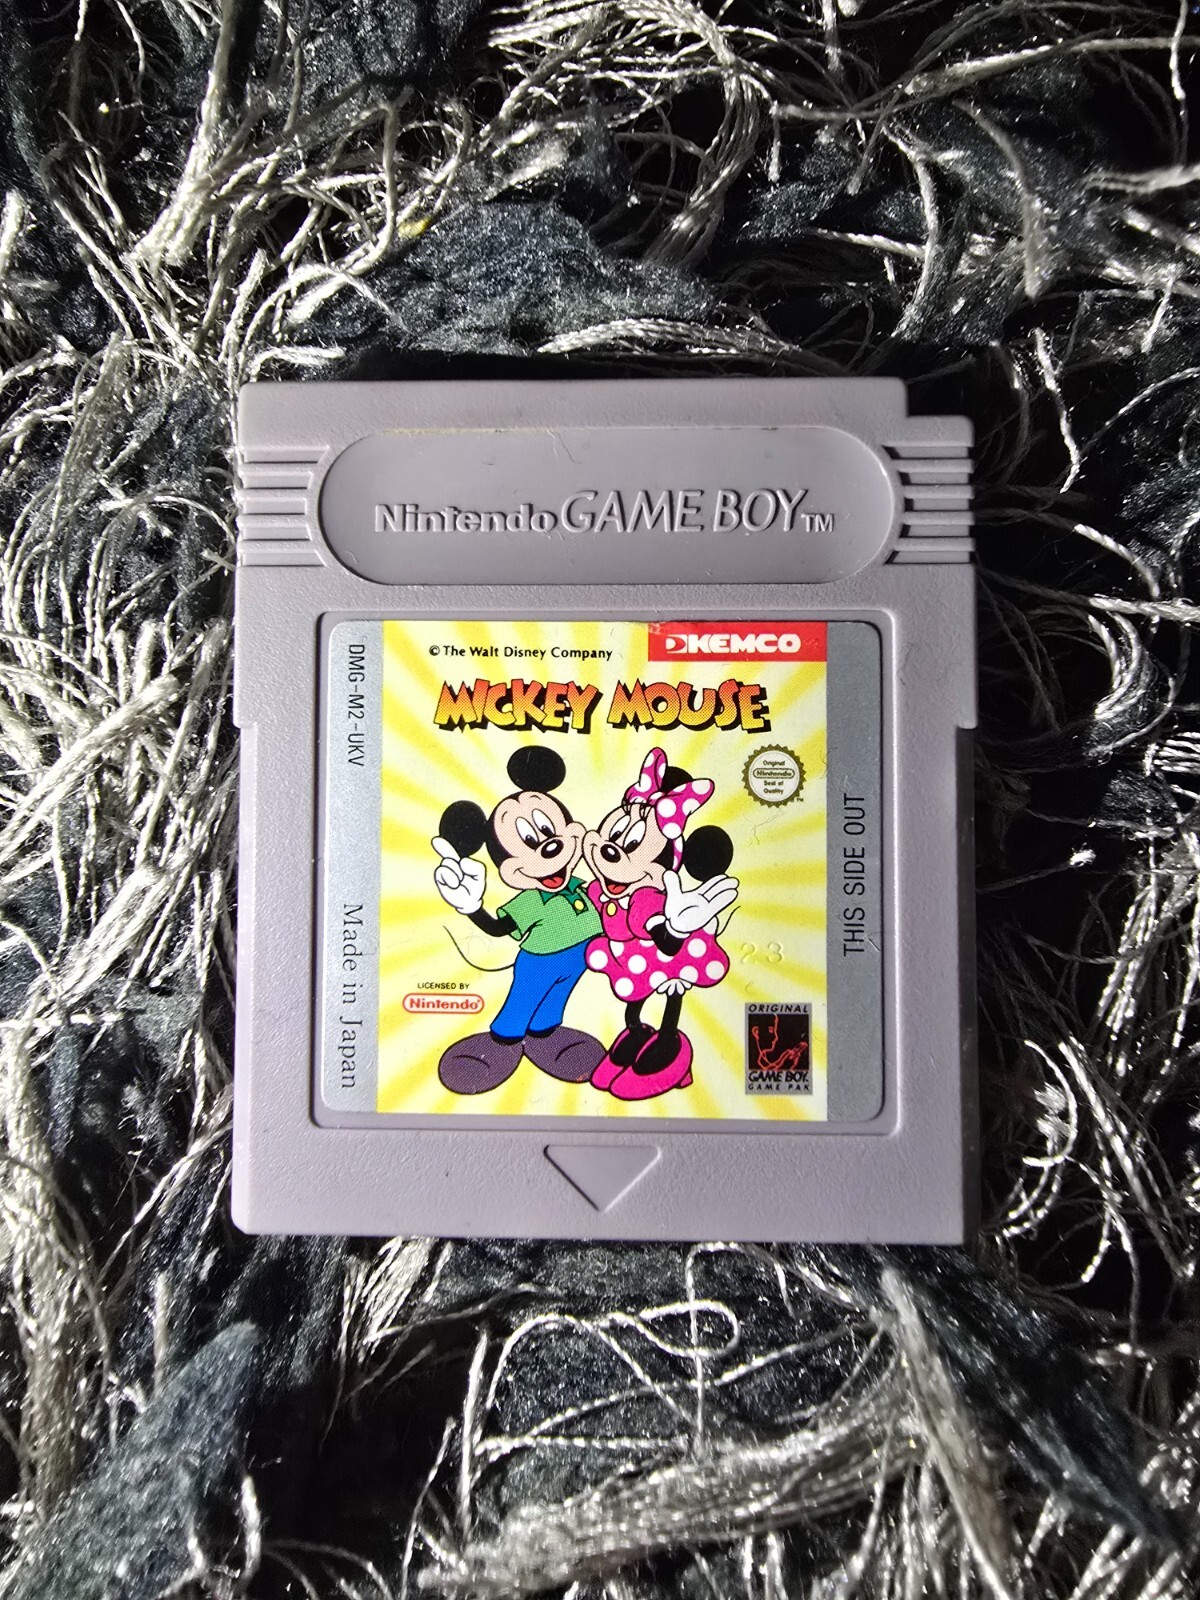 Nintendo GAME BOY TM
© The Walt Disney Company
KEMCO
MICKEY MOUSE
DMG-M2-UKV
Made in Japan
Original
Nintendo
Seal of
Quality
TM
THIS SIDE OUT
23
LICENSED BY
Nintendo®
ORIGINAL
GAME BOY
GAME PAK